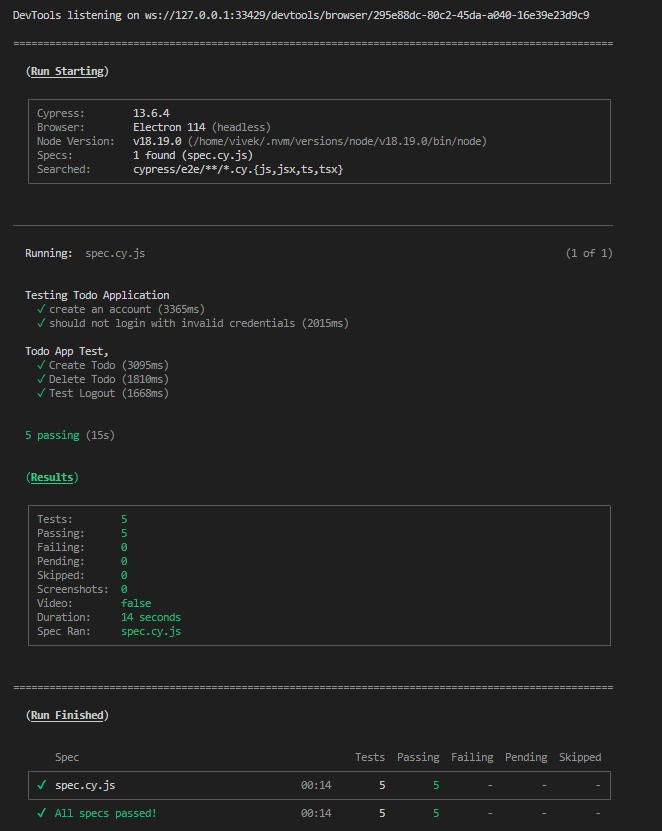 DevTools listening on ws://127.0.0.1:33429/devtools/browser/295e88dc-80c2-45da-a040-16e39e23d9c9
====================================================================================================
(Run Starting)
Cypress: 13.6.4
Browser: Electron 114 (headless)
Node Version: v18.19.0 (/home/vivek/.nvm/versions/node/v18.19.0/bin/node)
Specs: 1 found (spec.cy.js)
Searched: cypress/e2e/**/*.cy.{js,jsx,ts,tsx}
Running: spec.cy.js (1 of 1)
Testing Todo Application
✓ create an account (3365ms)
✓ should not login with invalid credentials (2015ms)
Todo App Test,
✓ Create Todo (3095ms)
✓ Delete Todo (1810ms)
✓ Test Logout (1668ms)
5 passing (15s)
(Results)
Tests: 5
Passing: 5
Failing: 0
Pending: 0
Skipped: 0
Screenshots: 0
Video: false
Duration: 14 seconds
Spec Ran: spec.cy.js
====================================================================================================
(Run Finished)
Spec Tests Passing Failing Pending Skipped
✓ spec.cy.js 00:14 5 5 - - -
✓ All specs passed! 00:14 5 5 - - -